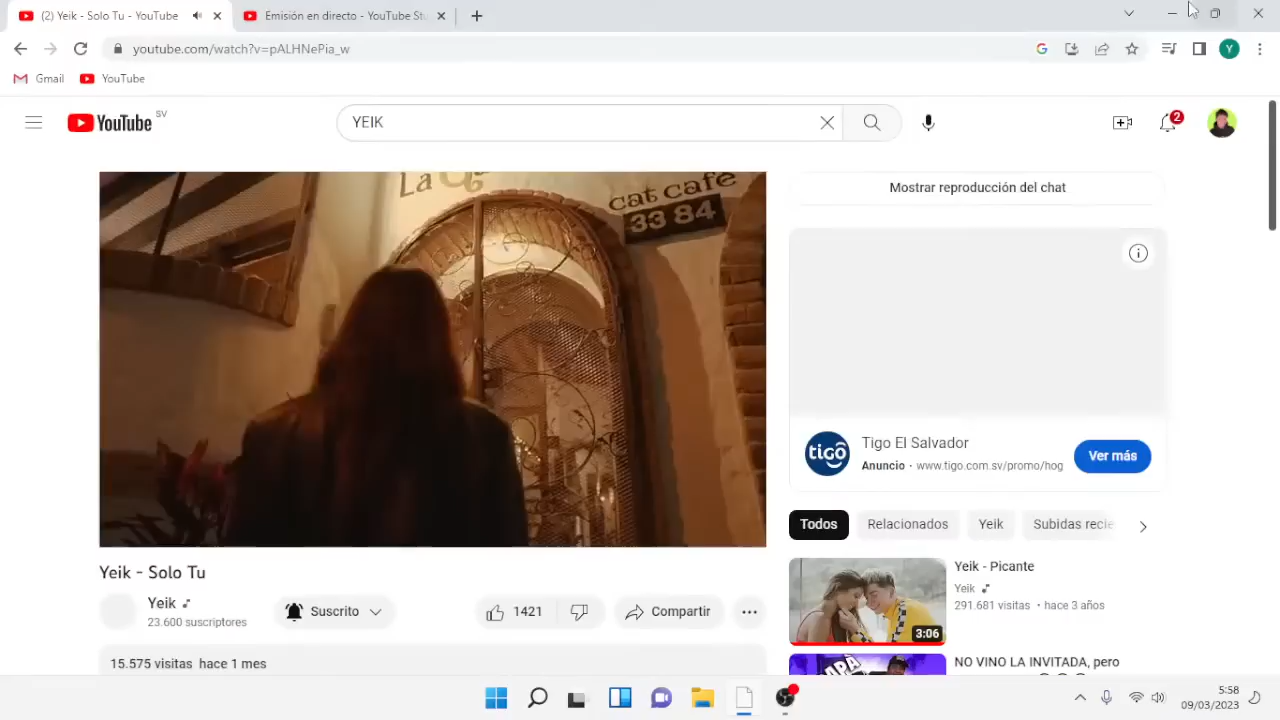 (2) Yeik - Solo Tu - YouTube
Emisión en directo - YouTube Stu
youtube.com/watch?v=pALHNePia_w
Y
Gmail
YouTube
YouTube SV
YEIK
2
La
cat cafe
33 84
Mostrar reproducción del chat
tigo
Tigo El Salvador
Anuncio · www.tigo.com.sv/promo/hog
Ver más
Todos
Relacionados
Yeik
Subidas recie
Yeik - Solo Tu
Yeik
23.600 suscriptores
Suscrito
1421
Compartir
15.575 visitas hace 1 mes
Yeik - Picante
Yeik
291.681 visitas · hace 3 años
3:06
NO VINO LA INVITADA, pero
5:58
09/03/2023